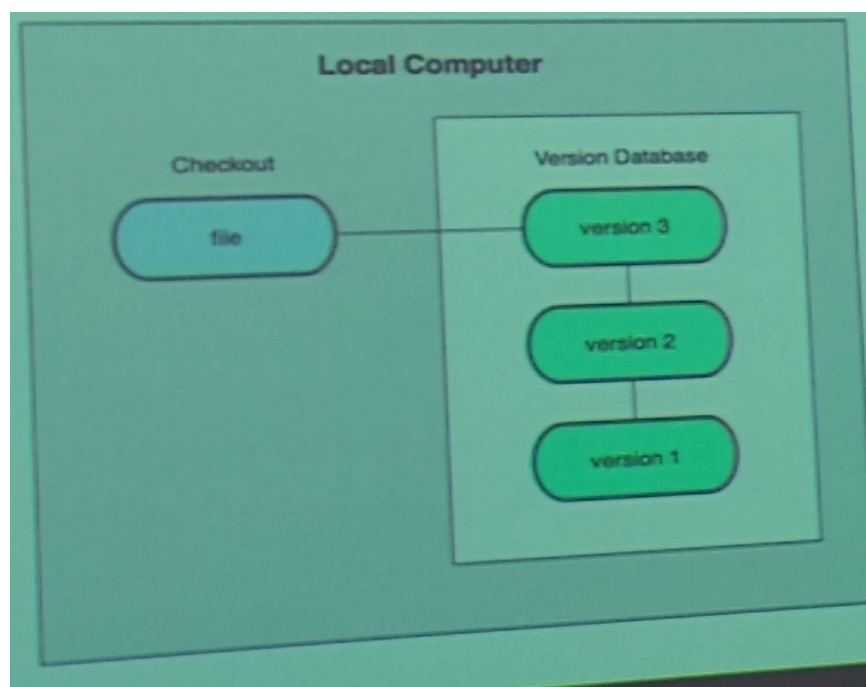 Local Computer
Checkout
Version Database
file
version 3
version 2
version 1